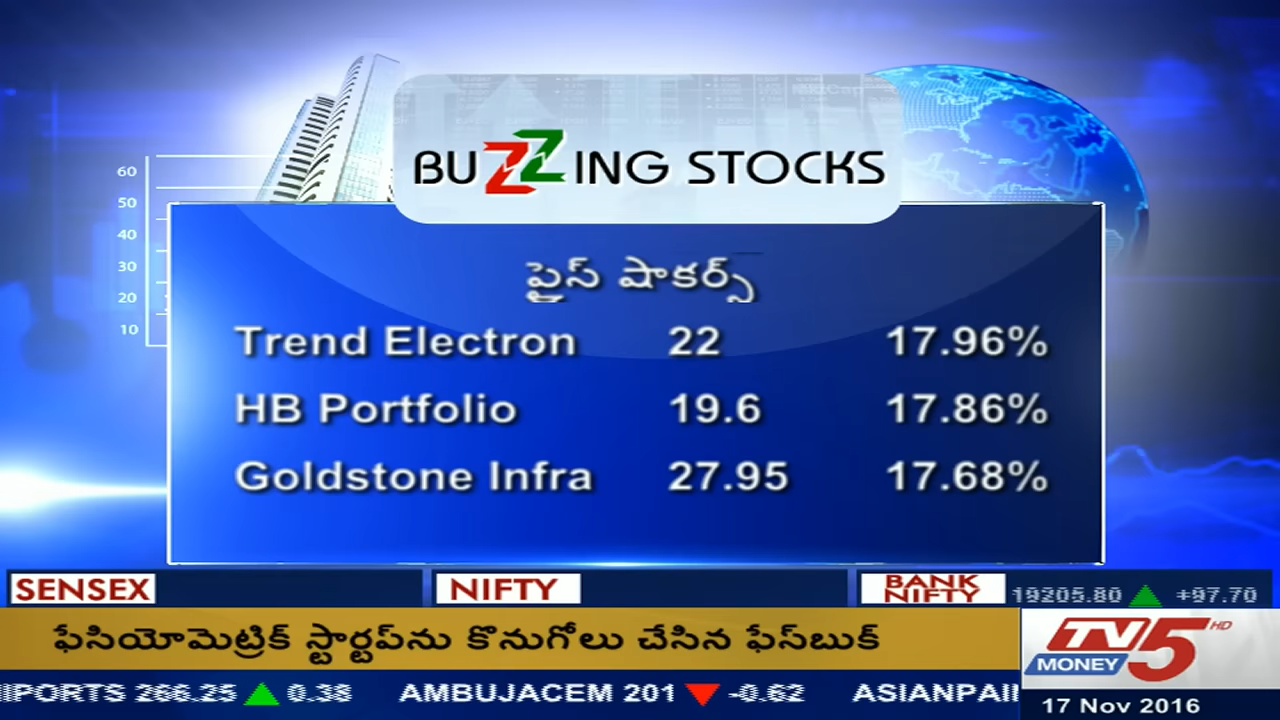 BUZZING STOCKS
60
50
40
30
20
10
ప్రైస్ షాకర్స్
Trend Electron 22 17.96%
HB Portfolio 19.6 17.86%
Goldstone Infra 27.95 17.68%
SENSEX NIFTY BANK NIFTY 19205.80 +97.70
ఫేసియోమెట్రిక్ స్టార్టప్‌ను కొనుగోలు చేసిన ఫేస్‌బుక్
TV5 HD
MONEY
IPORTS 266.25 0.38 AMBUJACEM 201 -0.62 ASIANPAI
17 Nov 2016